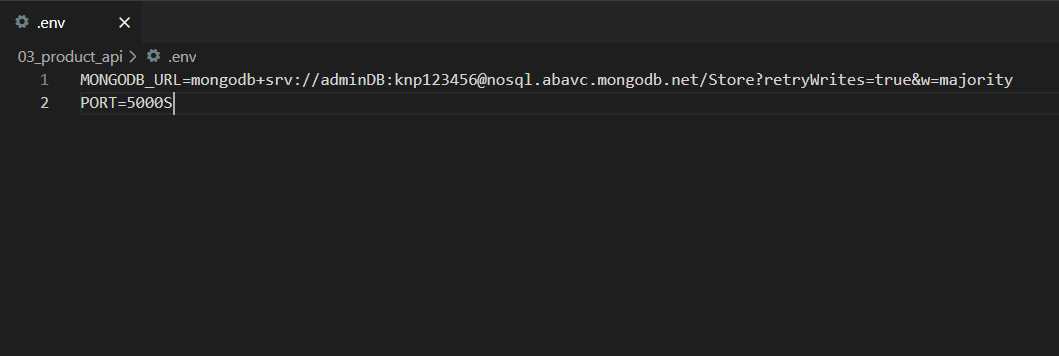 .env
03_product_api > .env
1 MONGODB_URL=mongodb+srv://adminDB:knp123456@nosql.abavc.mongodb.net/Store?retryWrites=true&w=majority
2 PORT=5000S